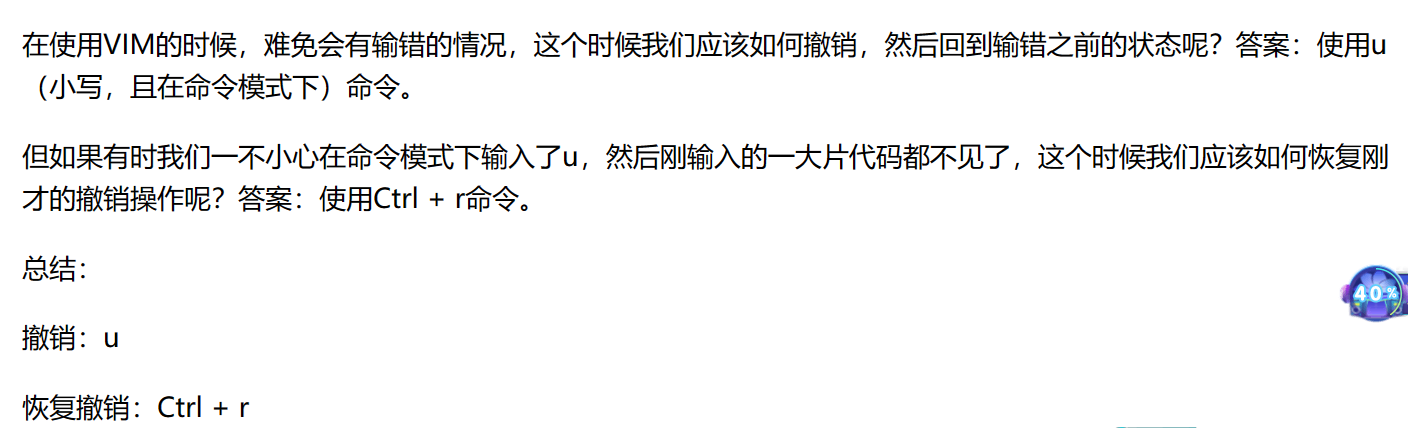 在使用VIM的时候，难免会有输错的情况，这个时候我们应该如何撤销，然后回到输错之前的状态呢？答案：使用u
（小写，且在命令模式下）命令。
但如果有时我们一不小心在命令模式下输入了u，然后刚输入的一大片代码都不见了，这个时候我们应该如何恢复刚
才的撤销操作呢？答案：使用Ctrl + r命令。
总结：
40%
撤销：u
恢复撤销：Ctrl + r